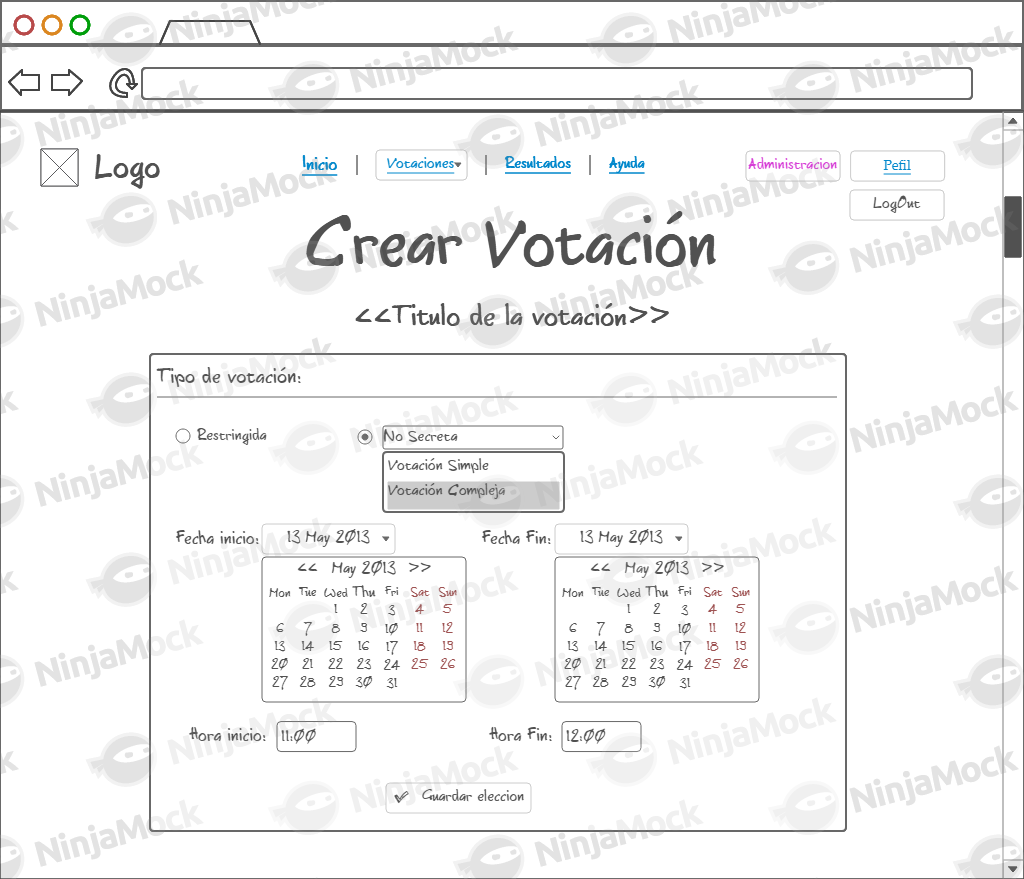 Logo
Inicio | Votaciones | Resultados | Ayuda
Administracion
Pefil
LogOut
Crear Votación
<<Titulo de la votación>>
Tipo de votación:
Restringida
No Secreta
Votación Simple
Votación Compleja
Fecha inicio: 13 May 2013
Fecha Fin: 13 May 2013
<< May 2013 >>
Mon Tue Wed Thu Fri Sat Sun
1 2 3 4 5
6 7 8 9 10 11 12
13 14 15 16 17 18 19
20 21 22 23 24 25 26
27 28 29 30 31
<< May 2013 >>
Mon Tue Wed Thu Fri Sat Sun
1 2 3 4 5
6 7 8 9 10 11 12
13 14 15 16 17 18 19
20 21 22 23 24 25 26
27 28 29 30 31
Hora inicio: 11:00
Hora Fin: 12:00
Guardar eleccion
NinjaMock